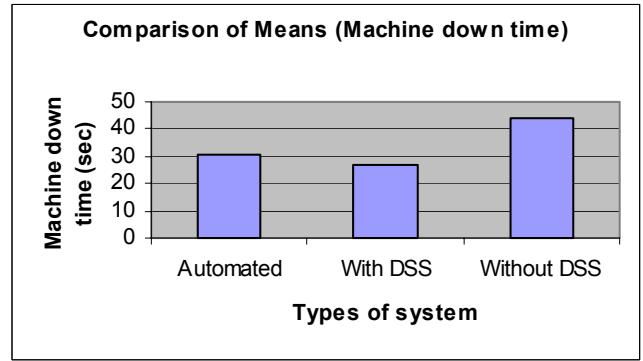 Comparison of Means (Machine down time)
Machine down
time (sec)
50
40
30
20
10
0
Automated
With DSS
Without DSS
Types of system